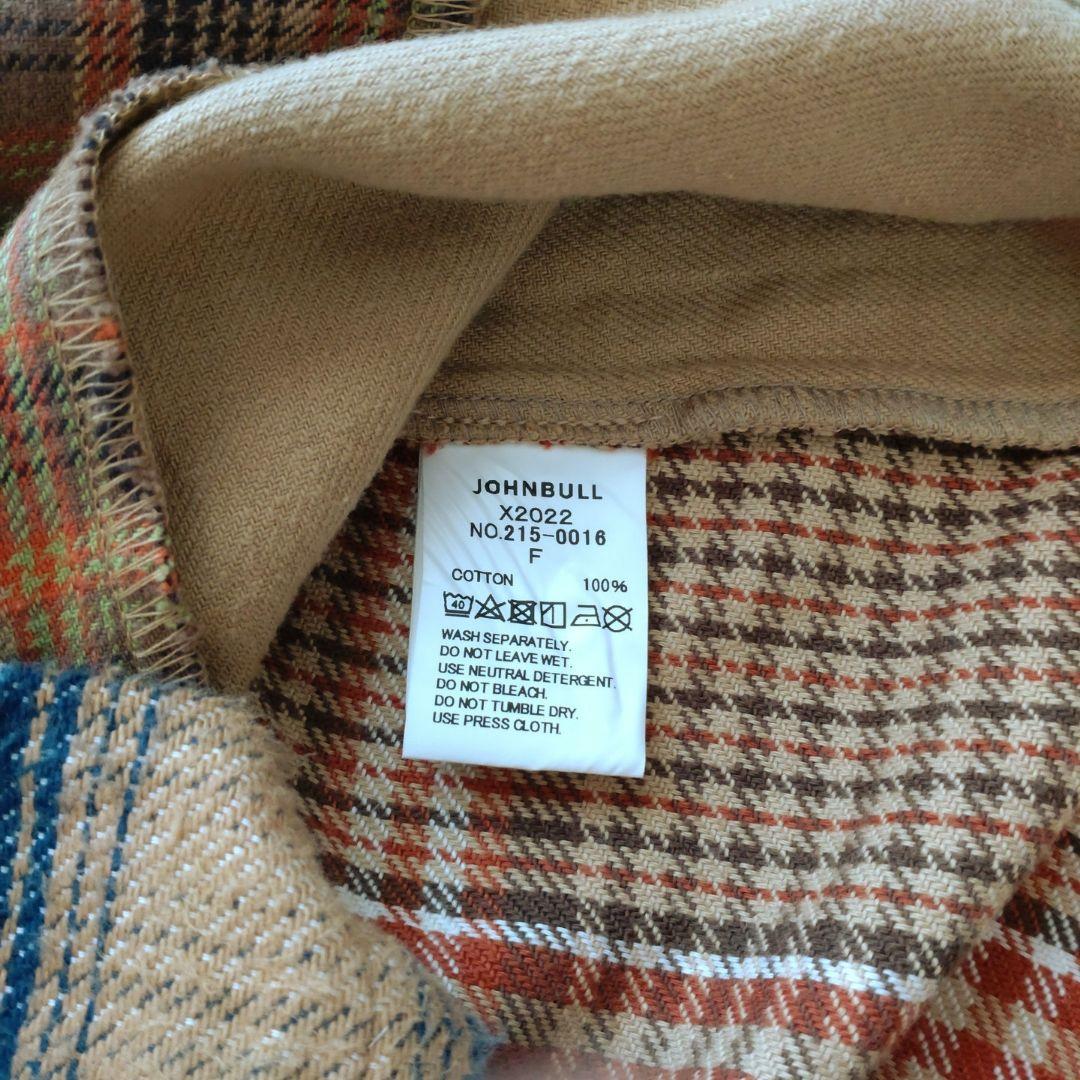 JOHNBULL
X2022
NO.215-0016
F
COTTON 100%
40
WASH SEPARATELY.
DO NOT LEAVE WET.
USE NEUTRAL DETERGENT.
DO NOT BLEACH.
DO NOT TUMBLE DRY.
USE PRESS CLOTH.